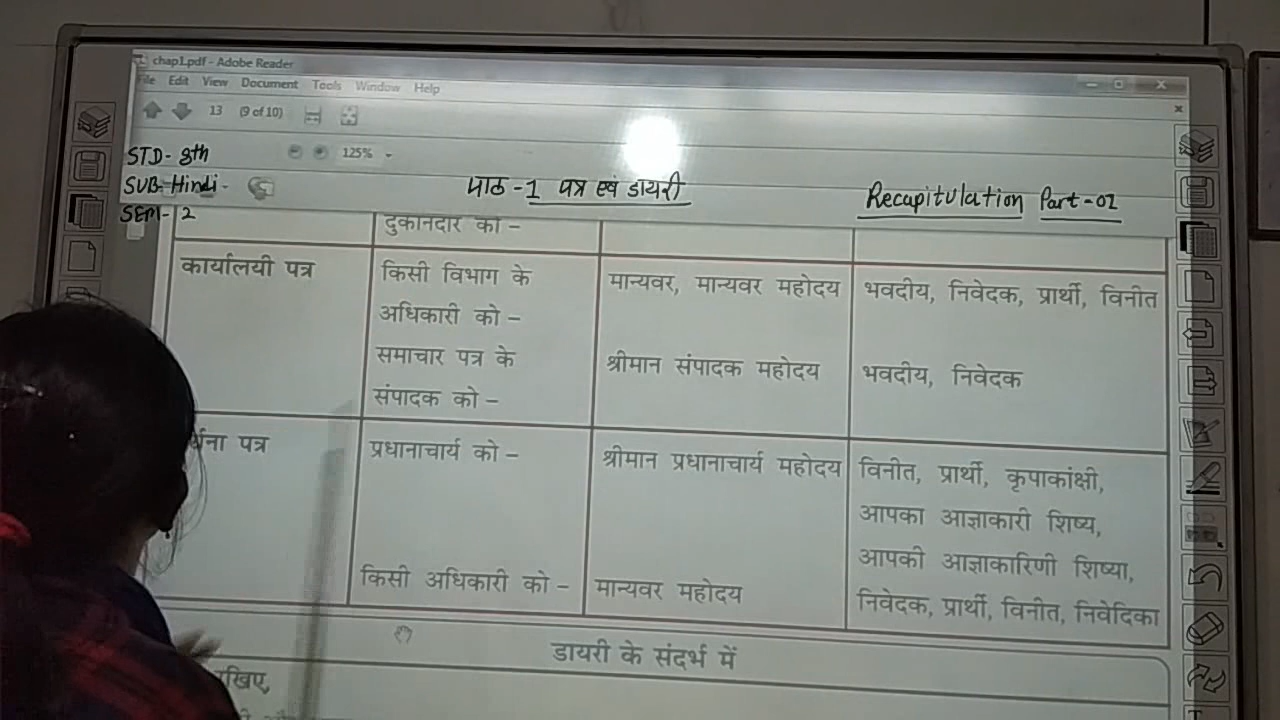 chap1.pdf - Adobe Reader
File Edit View Document Tools Window Help
13 (9 of 10)
125%
STD- 8th
SUB- Hindi-
SEM- 2
पाठ -1 पत्र एवं डायरी
Recapitulation Part-02
दुकानदार को –
कार्यालयी पत्र
किसी विभाग के
अधिकारी को –
मान्यवर, मान्यवर महोदय
भवदीय, निवेदक, प्रार्थी, विनीत
समाचार पत्र के
संपादक को –
श्रीमान संपादक महोदय
भवदीय, निवेदक
र्थना पत्र
प्रधानाचार्य को –
श्रीमान प्रधानाचार्य महोदय
विनीत, प्रार्थी, कृपाकांक्षी,
आपका आज्ञाकारी शिष्य,
आपकी आज्ञाकारिणी शिष्या,
किसी अधिकारी को –
मान्यवर महोदय
निवेदक, प्रार्थी, विनीत, निवेदिका
डायरी के संदर्भ में
रखिए,